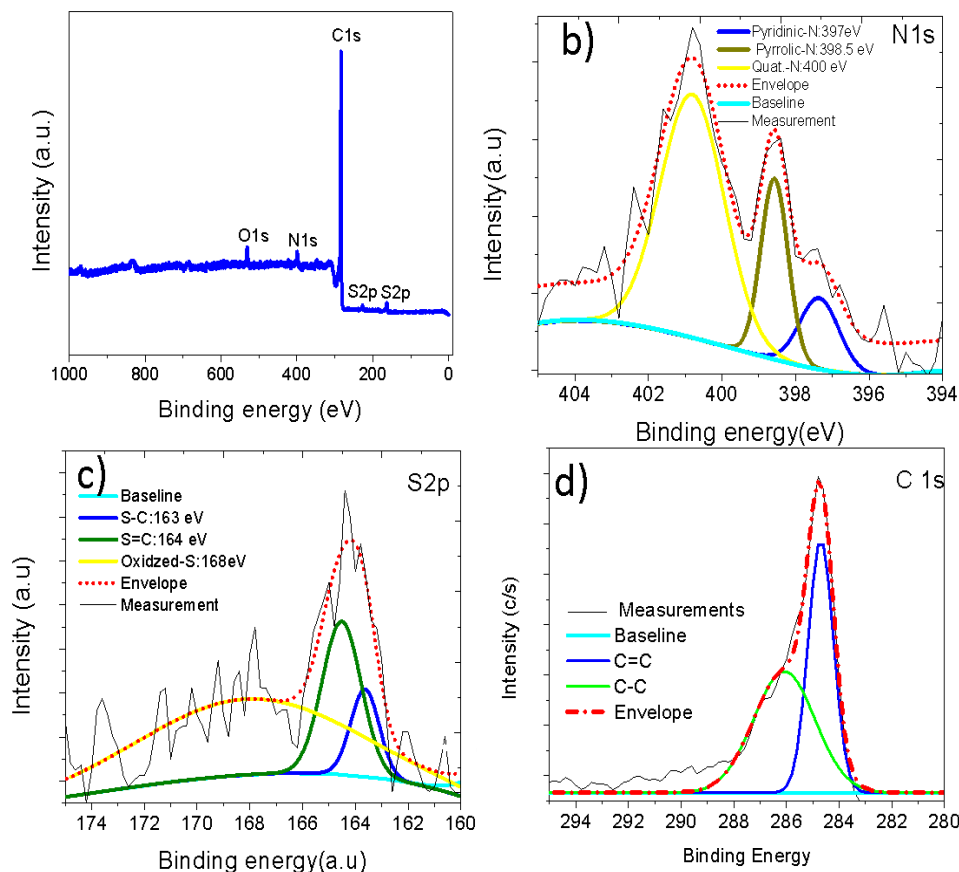 C1s
O1s
N1s
S2p S2p
Intensity (a.u.)
1000 800 600 400 200 0
Binding energy (eV)
b)
N1s
Pyridinic-N:397eV
Pyrrolic-N:398.5 eV
Quat.-N:400 eV
Envelope
Baseline
Measurement
Intensity(a.u)
404 402 400 398 396 394
Binding energy(eV)
c)
S2p
Baseline
S-C:163 eV
S=C:164 eV
Oxidzed-S:168eV
Envelope
Measurement
Intensity (a.u)
174 172 170 168 166 164 162 160
Binding energy(a.u)
d)
C 1s
Measurements
Baseline
C=C
C-C
Envelope
Intensity (c/s)
294 292 290 288 286 284 282 280
Binding Energy